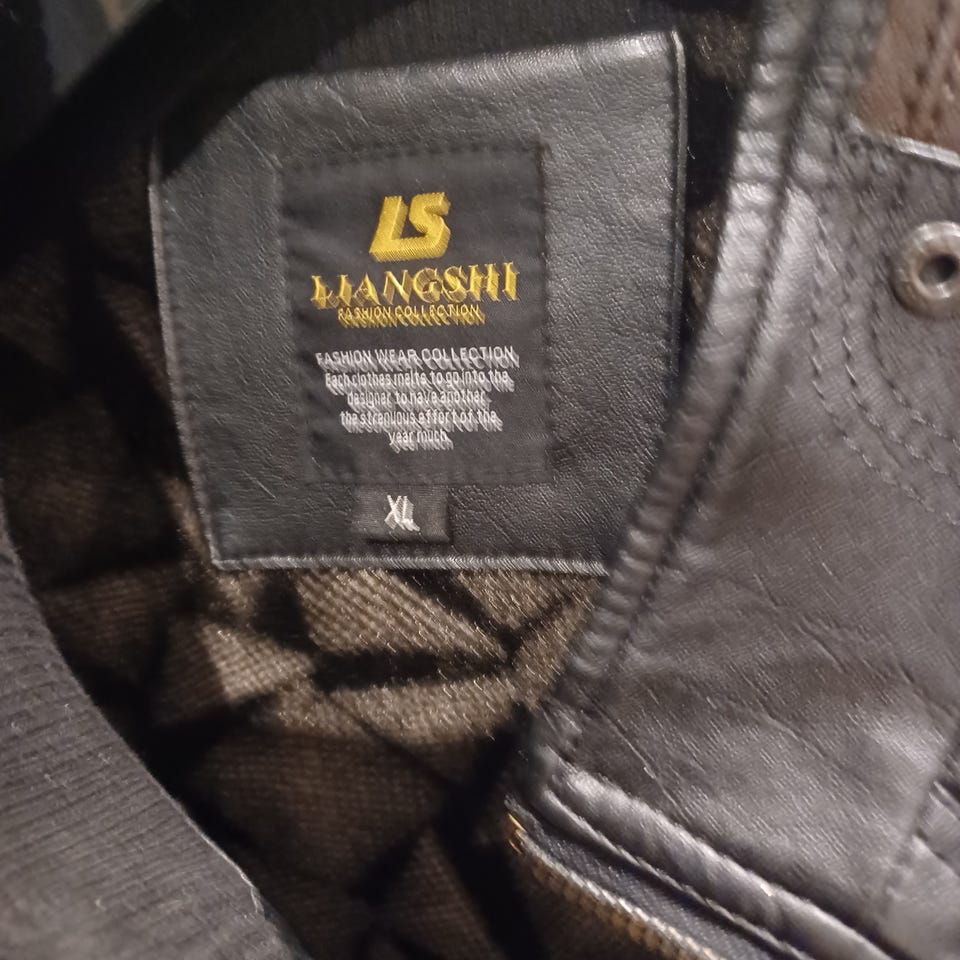 LS
LIANGSHI
FASHION COLLECTION
FASHION WEAR COLLECTION
Each clothes malts to go into the
designer to have another
the strenuous effort of the
year much
XL